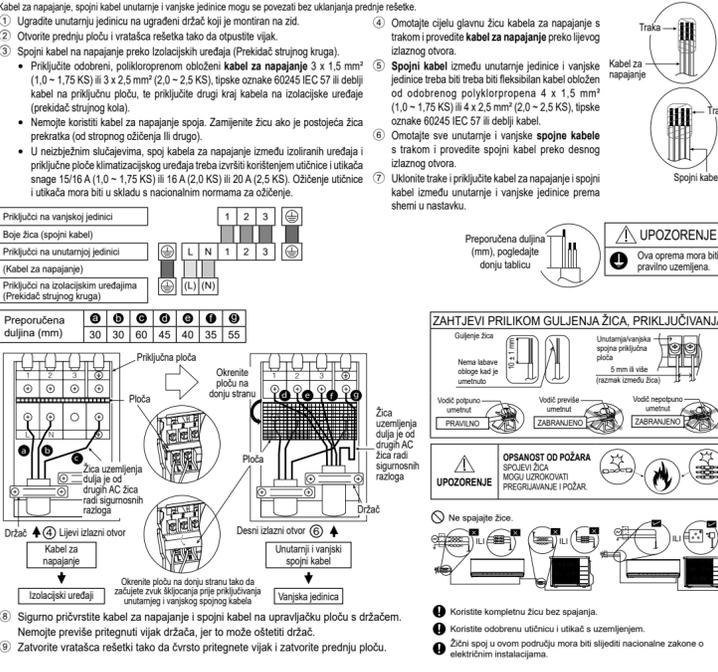 Kabel za napajanje, spojni kabel unutarnje i vanjske jedinice mogu se povezati bez uklanjanja prednje rešetke.
① Ugradite unutarnju jedinicu na ugrađeni držač koji je montiran na zid.
② Otvorite prednju ploču i vratašca rešetka tako da otpustite vijak.
③ Spojni kabel na napajanje preko Izolacijskih uređaja (Prekidač strujnog kruga).
• Priključite odobreni, polikloroprenom obloženi kabel za napajanje 3 x 1,5 mm²
(1,0 ~ 1,75 KS) ili 3 x 2,5 mm² (2,0 ~ 2,5 KS), tipske oznake 60245 IEC 57 ili deblji
kabel na priključnu ploču, te priključite drugi kraj kabela na izolacijske uređaje
(prekidač strujnog kola).
• Nemojte koristiti kabel za napajanje spoja. Zamijenite žicu ako je postojeća žica
prekratka (od stropnog ožičenja Ili drugo).
• U neizbježnim slučajevima, spoj kabela za napajanje između izoliranih uređaja i
priključne ploče klimatizacijskog uređaja treba izvršiti korištenjem utičnice i utikača
snage 15/16 A (1,0 ~ 1,75 KS) ili 16 A (2,0 KS) ili 20 A (2,5 KS). Ožičenje utičnice
i utikača mora biti u skladu s nacionalnim normama za ožičenje.
④ Omotajte cijelu glavnu žicu kabela za napajanje s
trakom i provedite kabel za napajanje preko lijevog
izlaznog otvora.
⑤ Spojni kabel između unutarnje i vanjske
jedinice treba biti treba biti fleksibilan kabel obložen
od odobrenog polyklorpropena 4 x 1,5 mm²
(1,0 ~ 1,75 KS) ili 4 x 2,5 mm² (2,0 ~ 2,5 KS), tipske
oznake 60245 IEC 57 ili deblji kabel.
⑥ Omotajte sve unutarnje i vanjske spojne kabele
s trakom i provedite spojni kabel preko desnog
izlaznog otvora.
⑦ Uklonite trake i priključite kabel za napajanje i spojni
kabel između unutarnje i vanjske jedinice prema
shemi u nastavku.
Traka
Kabel za
napajanje
Tra
Spojni kabe
Priključci na vanjskoj jedinici
1 2 3
Boje žica (spojni kabel)
Priključci na unutarnjoj jedinici
L N 1 2 3
(Kabel za napajanje)
Priključci na izolacijskim uređajima
(Prekidač strujnog kruga)
(L) (N)
Preporučena duljina
(mm), pogledajte
donju tablicu
UPOZORENJE
Ova oprema mora biti
pravilno uzemljena.
Preporučena
duljina (mm)
a b c d e f g
30 30 60 45 40 35 55
Priključna ploča
Ploča
1 2 3
L N
a b c
Žica uzemljenja
dulja je od
drugih AC žica
radi sigurnosnih
razloga
Držač
④ Lijevi izlazni otvor
Kabel za
napajanje
Izolacijski uređaji
Okrenite
ploču na
donju stranu
1 2 3
d e f g
Ploča
Žica
uzemljenja
dulja je od
drugih AC
žica radi
sigurnosnih
razloga
Držač
Desni izlazni otvor ⑥
Unutarnji i vanjski
spojni kabel
Vanjska jedinica
Okrenite ploču na donju stranu tako da
začujete zvuk škljocanja prije priključivanja
unutarnjeg i vanjskog spojnog kabela
ZAHTJEVI PRILIKOM GULJENJA ŽICA, PRIKLJUČIVANJA
Guljenje žica
Nema labave
obloge kad je
umetnuto
10 ± 1 mm
Unutarnja/vanjska
spojna priključna
ploča
5 mm ili više
(razmak između žica)
Vodič potpuno
umetnut
PRAVILNO
Vodič previše
umetnut
ZABRANJENO
Vodič nepotpuno
umetnut
ZABRANJENO
UPOZORENJE
OPSANOST OD POŽARA
SPOJEVI ŽICA
MOGU UZROKOVATI
PREGRIJAVANJE I POŽAR.
Ne spajajte žice.
ILI ILI ILI
Koristite kompletnu žicu bez spajanja.
Koristite odobrenu utičnicu i utikač s uzemljenjem.
Žični spoj u ovom području mora biti slijediti nacionalne zakone o
električnim instalacijama.
⑧ Sigurno pričvrstite kabel za napajanje i spojni kabel na upravljačku ploču s držačem.
Nemojte previše pritegnuti vijak držača, jer to može oštetiti držač.
⑨ Zatvorite vratašca rešetki tako da čvrsto pritegnete vijak i zatvorite prednju ploču.